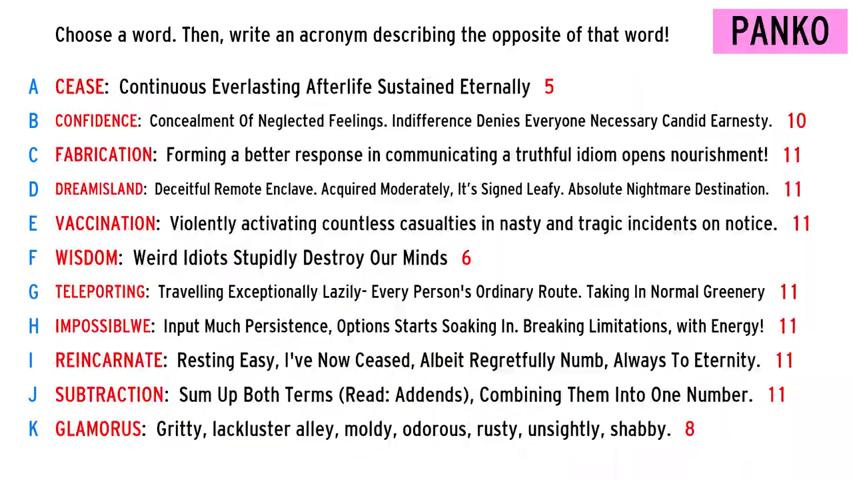 Choose a word. Then, write an acronym describing the opposite of that word!
PANKO
A CEASE: Continuous Everlasting Afterlife Sustained Eternally 5
B CONFIDENCE: Concealment Of Neglected Feelings. Indifference Denies Everyone Necessary Candid Earnesty. 10
C FABRICATION: Forming a better response in communicating a truthful idiom opens nourishment! 11
D DREAMISLAND: Deceitful Remote Enclave. Acquired Moderately, It's Signed Leafy. Absolute Nightmare Destination. 11
E VACCINATION: Violently activating countless casualties in nasty and tragic incidents on notice. 11
F WISDOM: Weird Idiots Stupidly Destroy Our Minds 6
G TELEPORTING: Travelling Exceptionally Lazily- Every Person's Ordinary Route. Taking In Normal Greenery 11
H IMPOSSIBLWE: Input Much Persistence, Options Starts Soaking In. Breaking Limitations, with Energy! 11
I REINCARNATE: Resting Easy, I've Now Ceased, Albeit Regretfully Numb, Always To Eternity. 11
J SUBTRACTION: Sum Up Both Terms (Read: Addends), Combining Them Into One Number. 11
K GLAMORUS: Gritty, lackluster alley, moldy, odorous, rusty, unsightly, shabby. 8